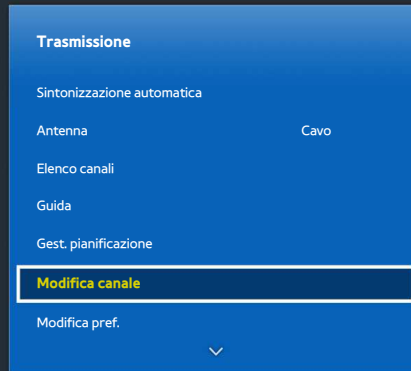 Trasmissione
Sintonizzazione automatica
Antenna Cavo
Elenco canali
Guida
Gest. pianificazione
Modifica canale
Modifica pref.